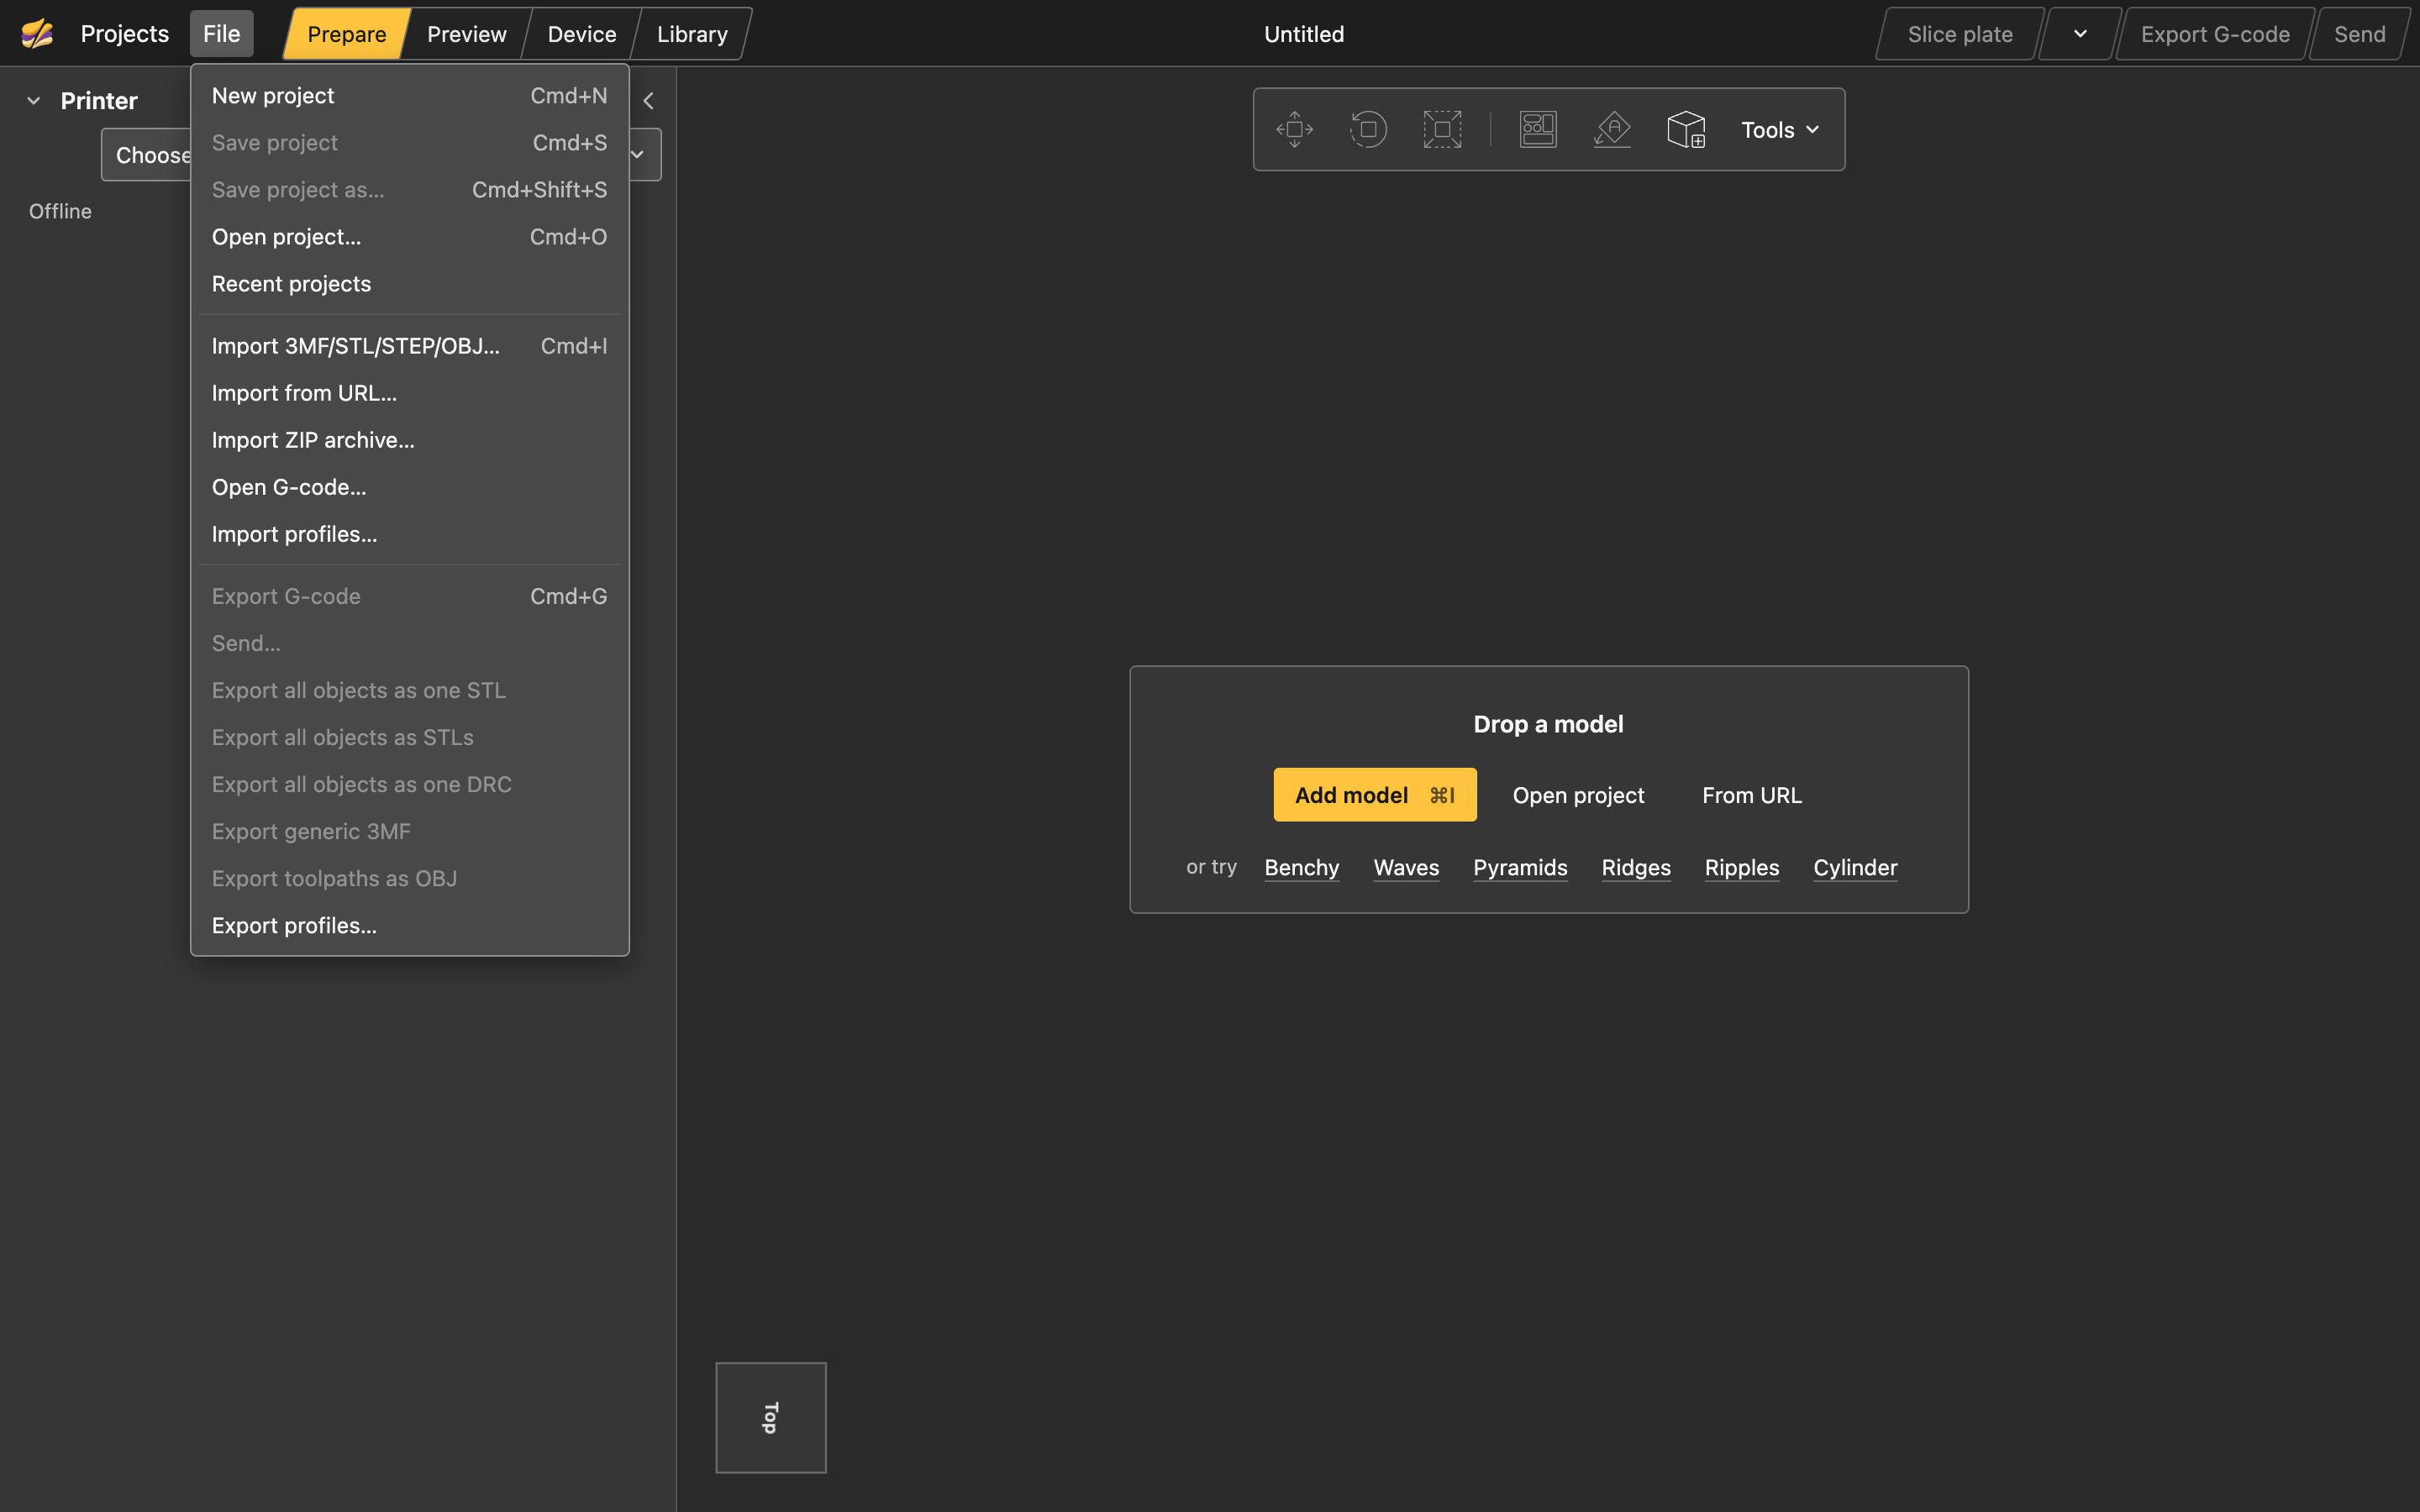 Projects File Prepare Preview Device Library Untitled Slice plate Export G-code Send
Printer
Choose
Offline
New project Cmd+N
Save project Cmd+S
Save project as... Cmd+Shift+S
Open project... Cmd+O
Recent projects
Import 3MF/STL/STEP/OBJ... Cmd+I
Import from URL...
Import ZIP archive...
Open G-code...
Import profiles...
Export G-code Cmd+G
Send...
Export all objects as one STL
Export all objects as STLs
Export all objects as one DRC
Export generic 3MF
Export toolpaths as OBJ
Export profiles...
Tools
Drop a model
Add model ⌘I Open project From URL
or try Benchy Waves Pyramids Ridges Ripples Cylinder
Top